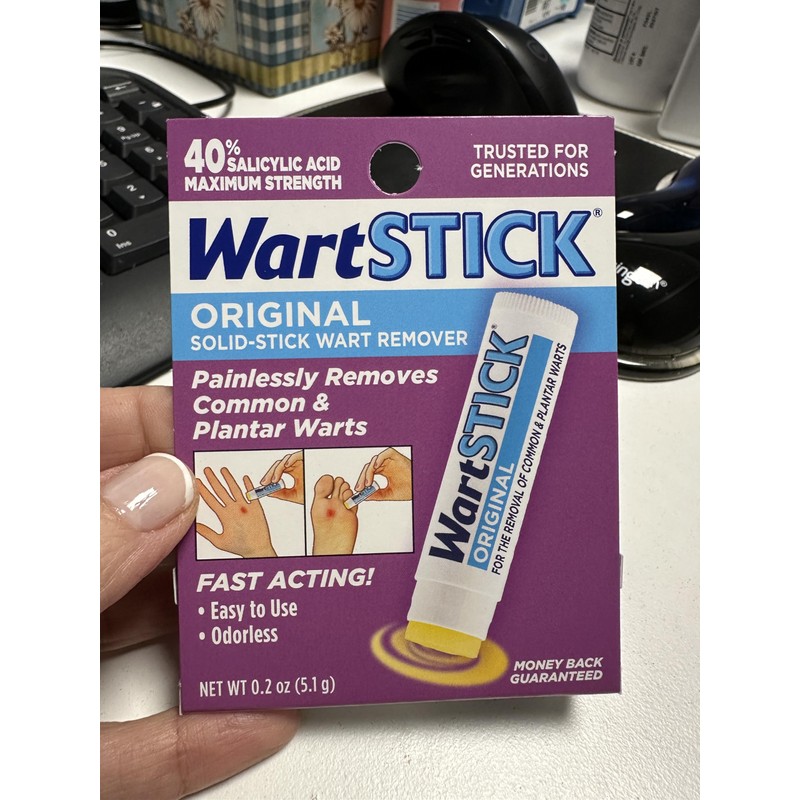 40% SALICYLIC ACID
MAXIMUM STRENGTH
TRUSTED FOR
GENERATIONS
WartSTICK®
ORIGINAL
SOLID-STICK WART REMOVER
Painlessly Removes
Common &
Plantar Warts
WartSTICK®
ORIGINAL
FOR THE REMOVAL OF COMMON & PLANTAR WARTS
FAST ACTING!
• Easy to Use
• Odorless
NET WT 0.2 oz (5.1 g)
MONEY BACK
GUARANTEED
0
Ins